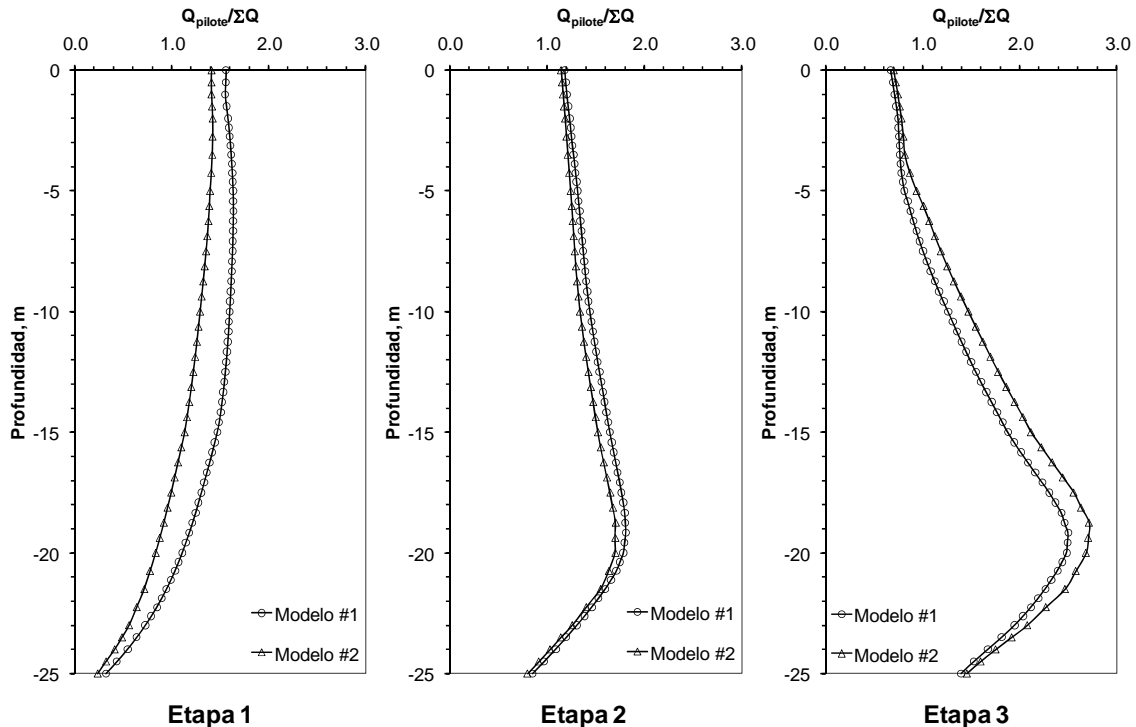 Qpilote/ΣQ
0.0 1.0 2.0 3.0
0
-5
-10
-15
-20
-25
Profundidad, m
Modelo #1
Modelo #2
Etapa 1
Qpilote/ΣQ
0.0 1.0 2.0 3.0
0
-5
-10
-15
-20
-25
Profundidad, m
Modelo #1
Modelo #2
Etapa 2
Qpilote/ΣQ
0.0 1.0 2.0 3.0
0
-5
-10
-15
-20
-25
Profundidad, m
Modelo #1
Modelo #2
Etapa 3